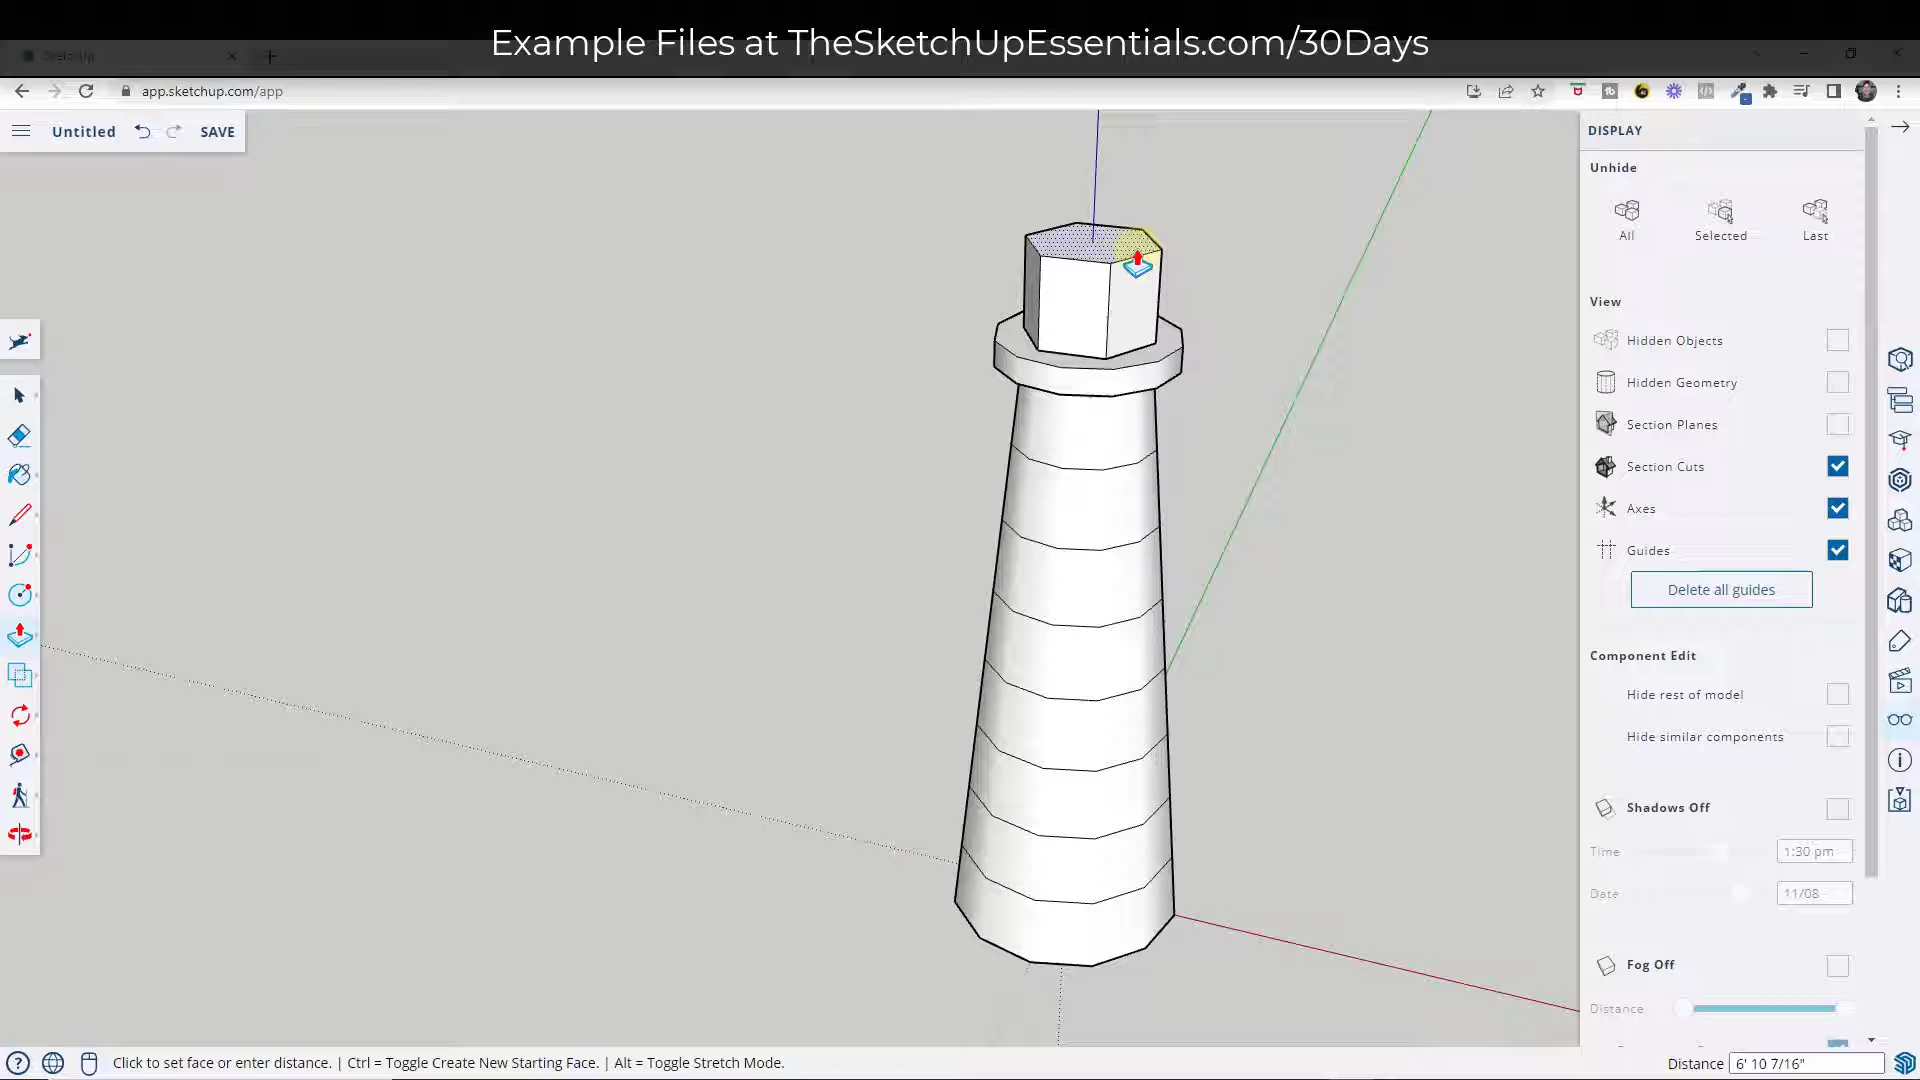 Example Files at TheSketchUpEssentials.com/30Days
SketchUp
app.sketchup.com/app
Untitled
SAVE
DISPLAY
Unhide
All
Selected
Last
View
Hidden Objects
Hidden Geometry
Section Planes
Section Cuts
Axes
Guides
Delete all guides
Component Edit
Hide rest of model
Hide similar components
Shadows Off
Time
1:30 pm
Date
11/08
Fog Off
Distance
Click to set face or enter distance. | Ctrl = Toggle Create New Starting Face. | Alt = Toggle Stretch Mode.
Distance
6' 10 7/16"